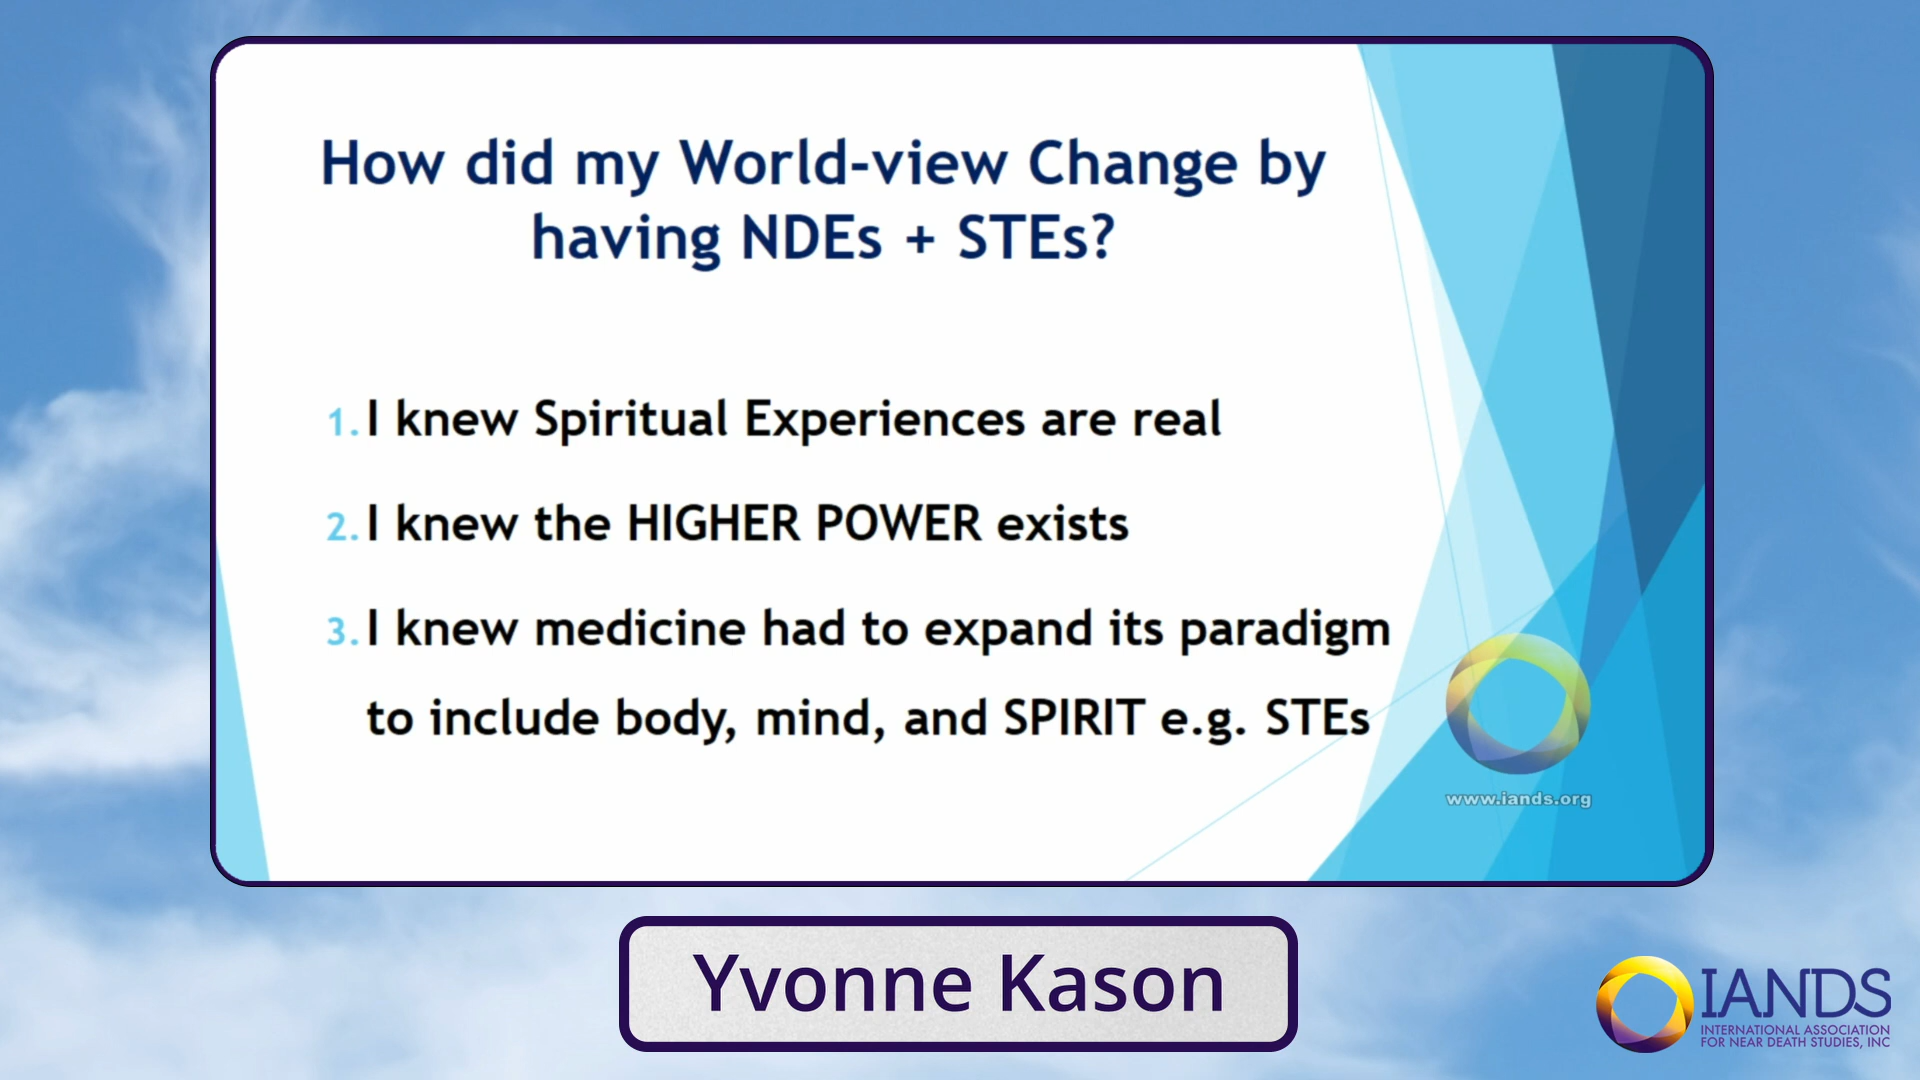 How did my World-view Change by
having NDEs + STEs?
1. I knew Spiritual Experiences are real
2. I knew the HIGHER POWER exists
3. I knew medicine had to expand its paradigm
to include body, mind, and SPIRIT e.g. STEs
www.iands.org
Yvonne Kason
IANDS
INTERNATIONAL ASSOCIATION
FOR NEAR DEATH STUDIES, INC